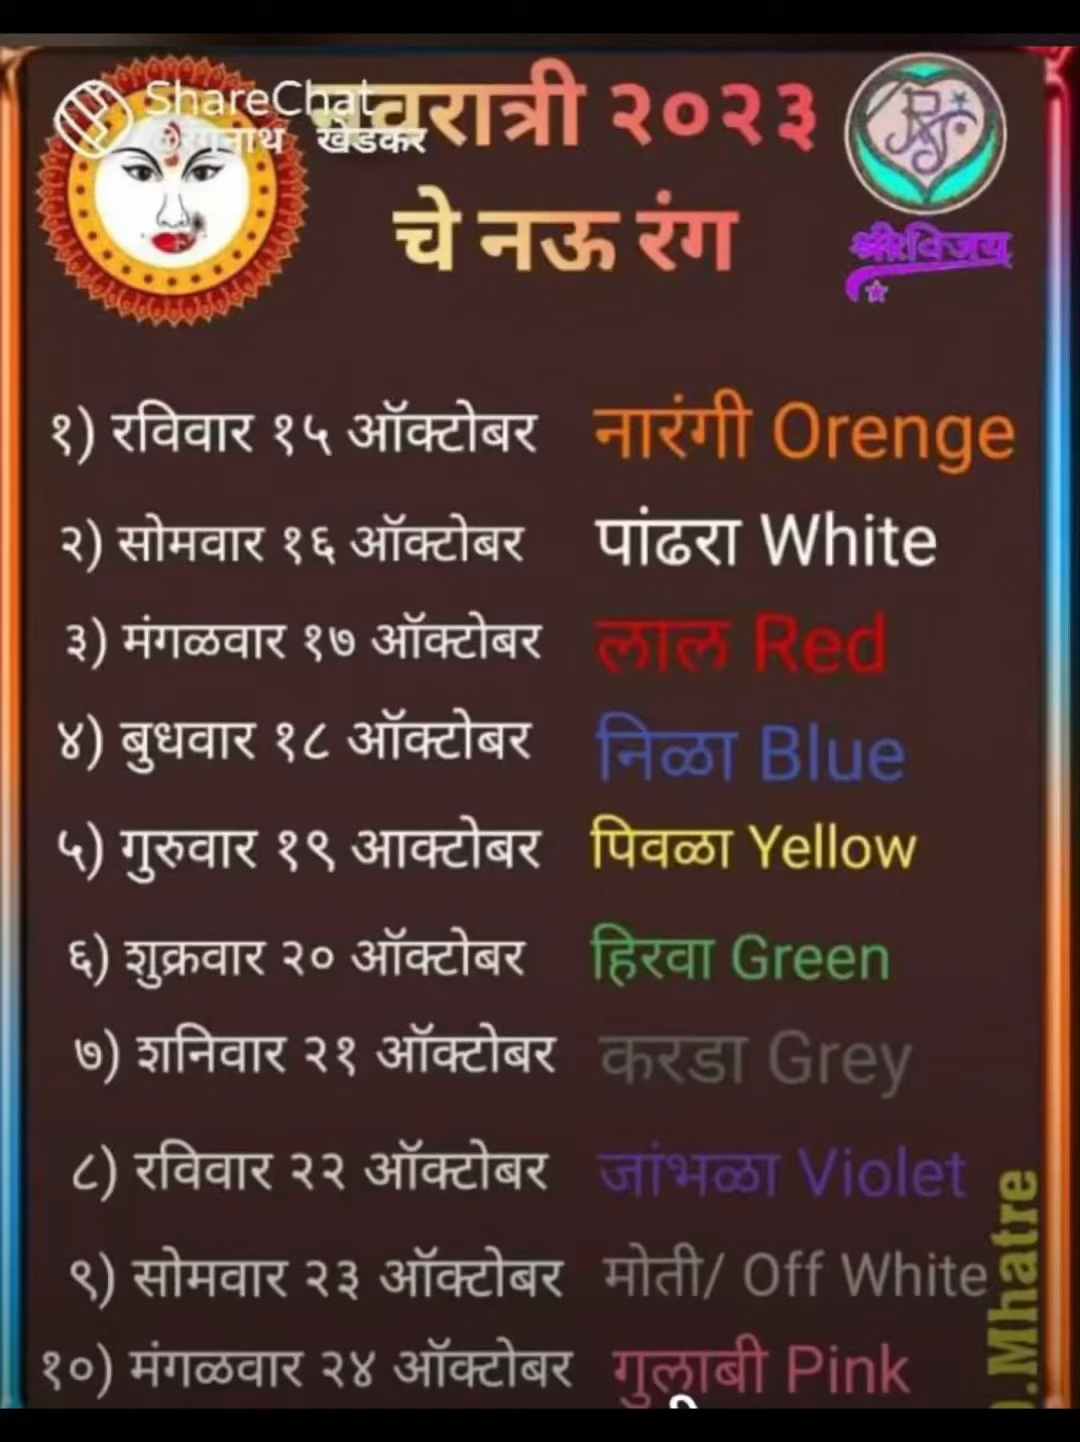 ShareChat
खेडकर
नवरात्री २०२३
चे नऊ रंग
श्रीविजय
१) रविवार १५ ऑक्टोबर नारंगी Orenge
२) सोमवार १६ ऑक्टोबर पांढरा White
३) मंगळवार १७ ऑक्टोबर लाल Red
४) बुधवार १८ ऑक्टोबर निळा Blue
५) गुरुवार १९ आक्टोबर पिवळा Yellow
६) शुक्रवार २० ऑक्टोबर हिरवा Green
७) शनिवार २१ ऑक्टोबर करडा Grey
८) रविवार २२ ऑक्टोबर जांभळा Violet
९) सोमवार २३ ऑक्टोबर मोती/ Off White
१०) मंगळवार २४ ऑक्टोबर गुलाबी Pink
.Mhatre